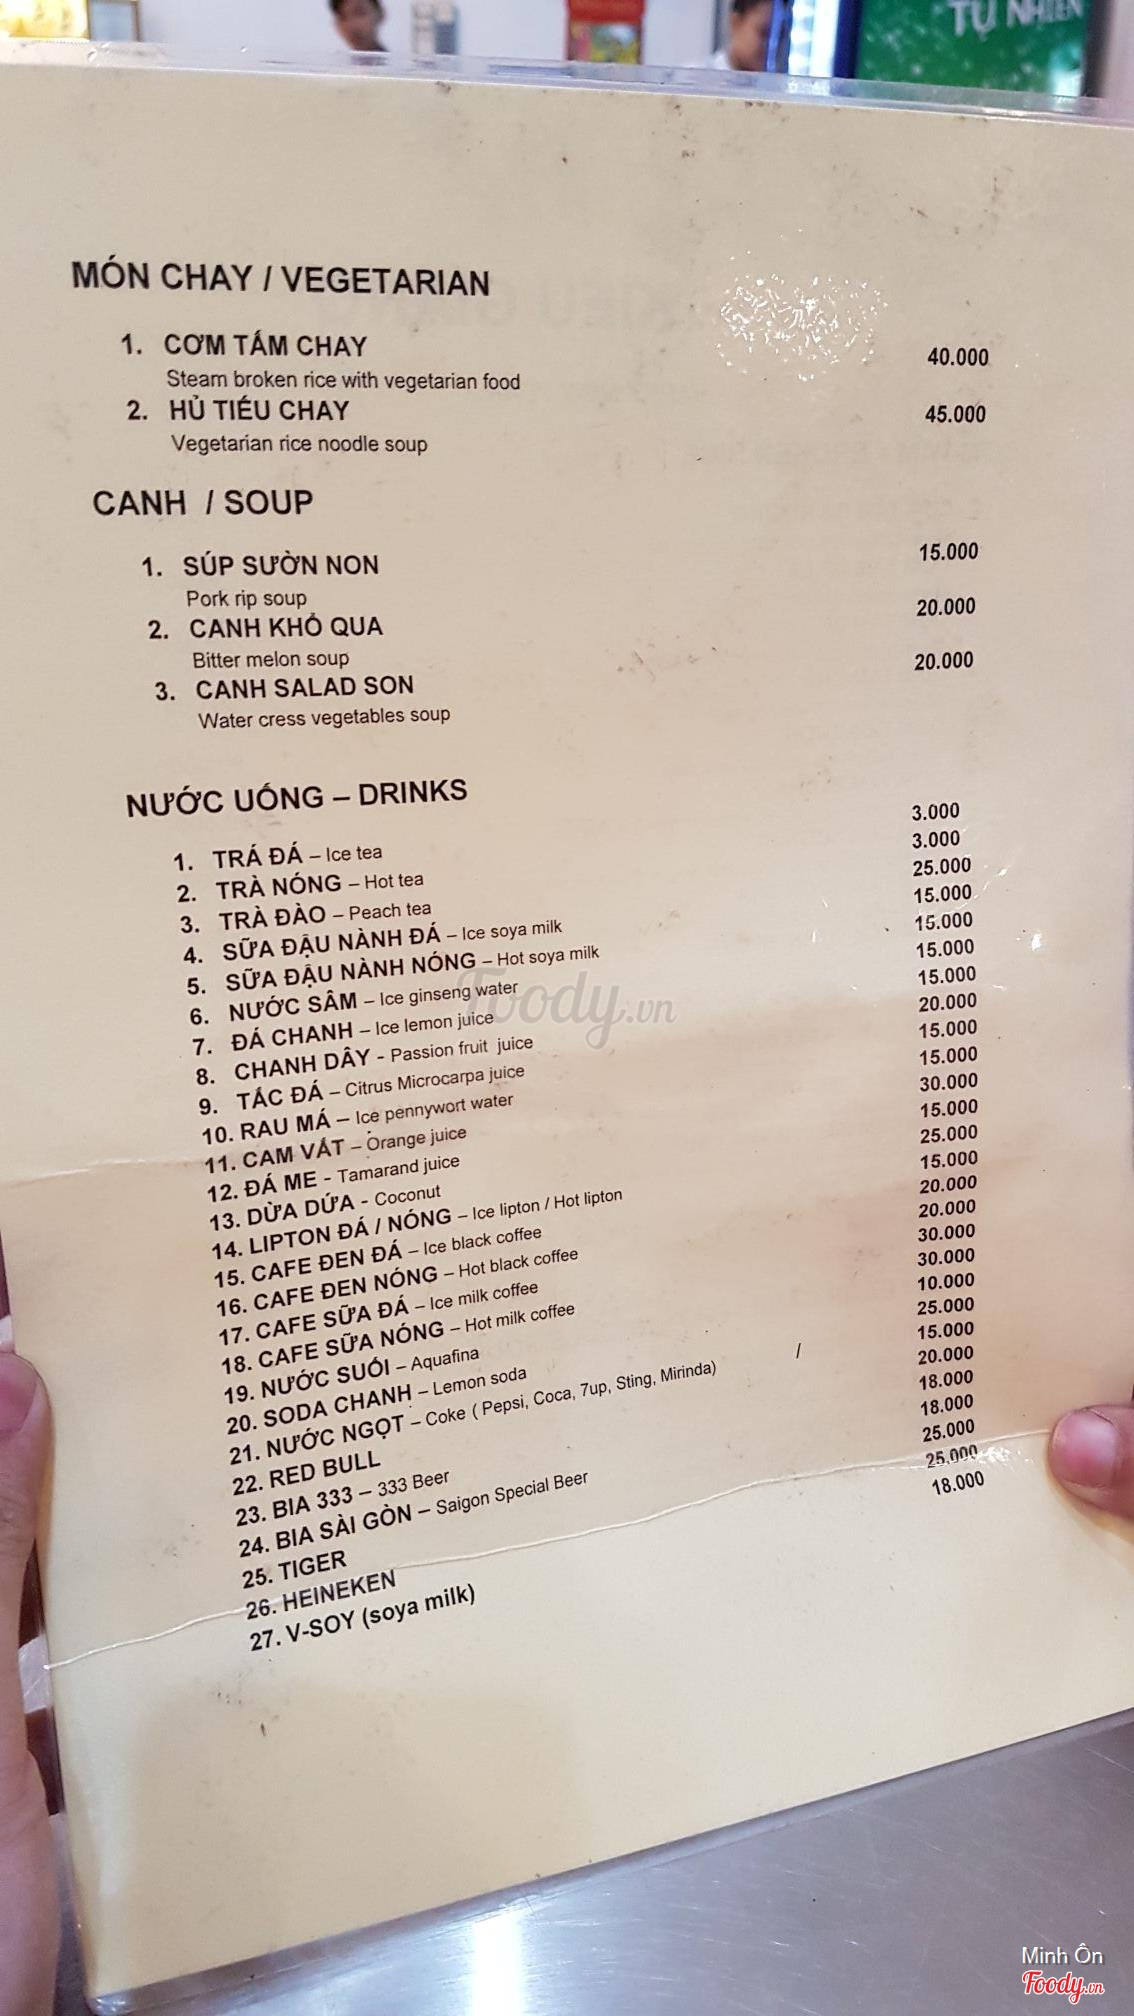 TỰ NHIÊN
MÓN CHAY / VEGETARIAN
1. CƠM TẤM CHAY 40.000
Steam broken rice with vegetarian food
2. HỦ TIẾU CHAY 45.000
Vegetarian rice noodle soup
CANH / SOUP
1. SÚP SƯỜN NON 15.000
Pork rip soup
2. CANH KHỔ QUA 20.000
Bitter melon soup
3. CANH SALAD SON 20.000
Water cress vegetables soup
NƯỚC UỐNG – DRINKS
1. TRÁ ĐÁ – Ice tea 3.000
2. TRÀ NÓNG – Hot tea 3.000
3. TRÀ ĐÀO – Peach tea 25.000
4. SỮA ĐẬU NÀNH ĐÁ – Ice soya milk 15.000
5. SỮA ĐẬU NÀNH NÓNG – Hot soya milk 15.000
6. NƯỚC SÂM – Ice ginseng water 15.000
7. ĐÁ CHANH – Ice lemon juice 15.000
8. CHANH DÂY - Passion fruit juice 20.000
9. TẮC ĐÁ – Citrus Microcarpa juice 15.000
10. RAU MÁ – Ice pennywort water 15.000
11. CAM VẮT – Orange juice 30.000
12. ĐÁ ME - Tamarand juice 15.000
13. DỪA DỨA - Coconut 25.000
14. LIPTON ĐÁ / NÓNG – Ice lipton / Hot lipton 15.000
15. CAFE ĐEN ĐÁ – Ice black coffee 20.000
16. CAFE ĐEN NÓNG – Hot black coffee 20.000
17. CAFE SỮA ĐÁ – Ice milk coffee 30.000
18. CAFE SỮA NÓNG – Hot milk coffee 30.000
19. NƯỚC SUỐI – Aquafina 10.000
20. SODA CHANH – Lemon soda 25.000
21. NƯỚC NGỌT – Coke ( Pepsi, Coca, 7up, Sting, Mirinda) / 15.000
22. RED BULL 20.000
23. BIA 333 – 333 Beer 18.000
24. BIA SÀI GÒN – Saigon Special Beer 18.000
25. TIGER 25.000
26. HEINEKEN 25.000
27. V-SOY (soya milk) 18.000
Foody.vn
Minh Ôn
Foody.vn